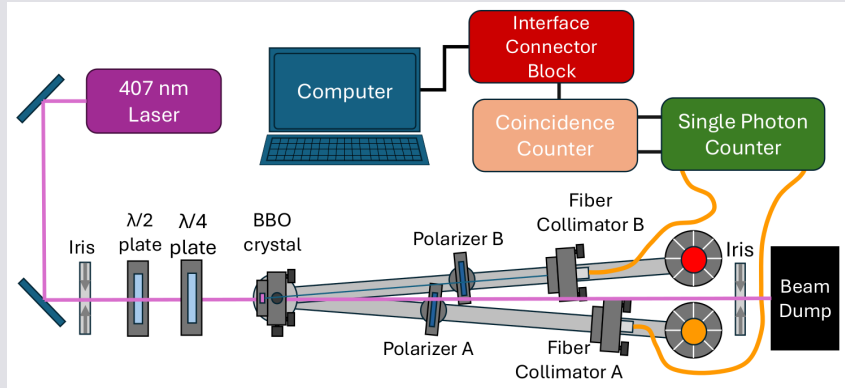 407 nm
Laser
Computer
Interface
Connector
Block
Coincidence
Counter
Single Photon
Counter
Iris
λ/2
plate
λ/4
plate
BBO
crystal
Polarizer B
Fiber
Collimator B
Iris
Beam
Dump
Polarizer A
Fiber
Collimator A